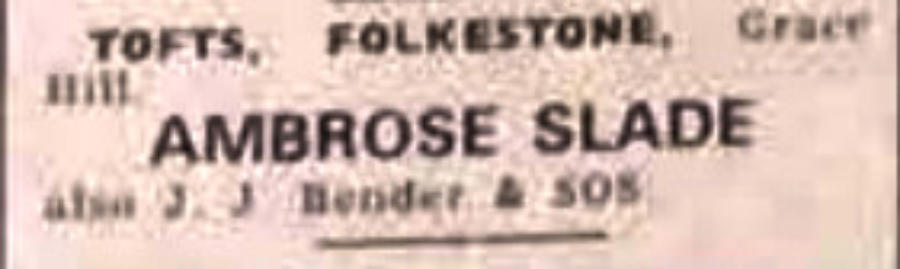 TOFTS, FOLKESTONE, Grace
Hill.
AMBROSE SLADE
also J. J. Bender & SOS